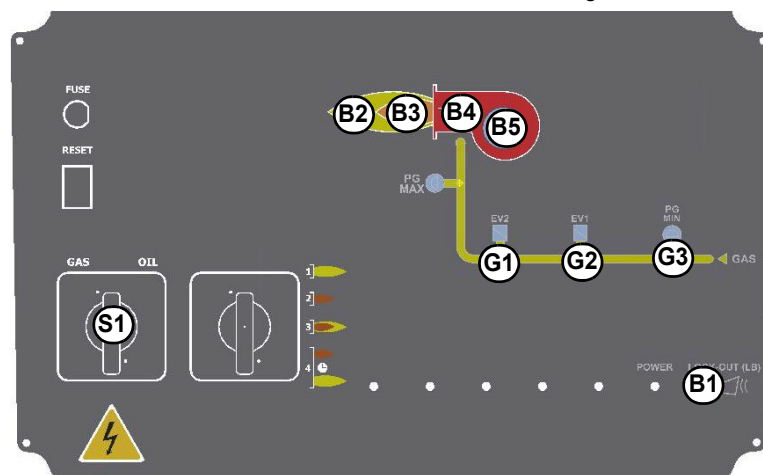 FUSE
RESET
B2
B3
B4
B5
PG
MAX
EV2
EV1
PG
MIN
G1
G2
G3
GAS
GAS OIL
S1
1
2
3
4
POWER
LOCK-OUT (LB)
B1